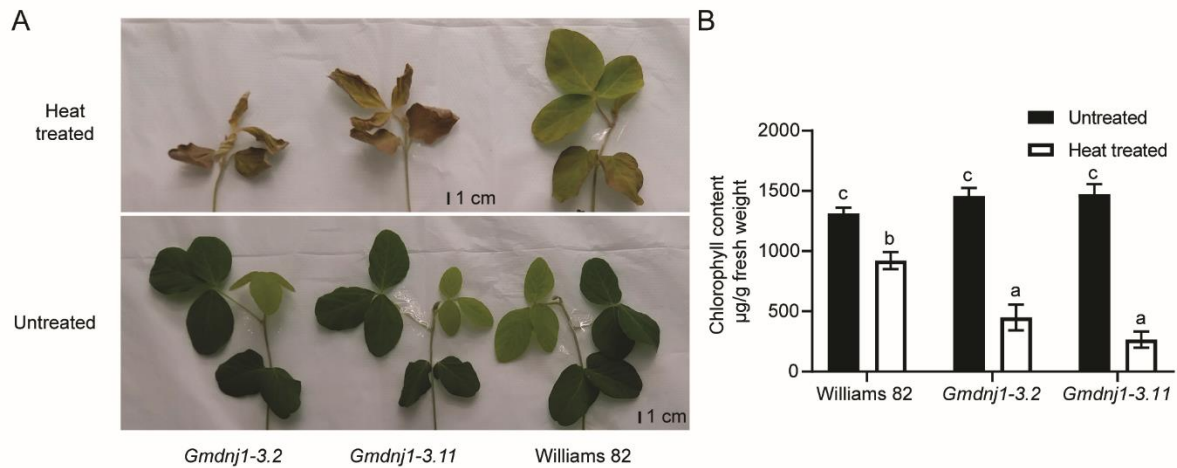 A
Heat
treated
1 cm
Untreated
1 cm
Gmdnj1-3.2 Gmdnj1-3.11 Williams 82
B
Untreated
Heat treated
Chlorophyll content
µg/g fresh weight
2000
1500
1000
500
0
c
b
c
a
c
a
Williams 82 Gmdnj1-3.2 Gmdnj1-3.11